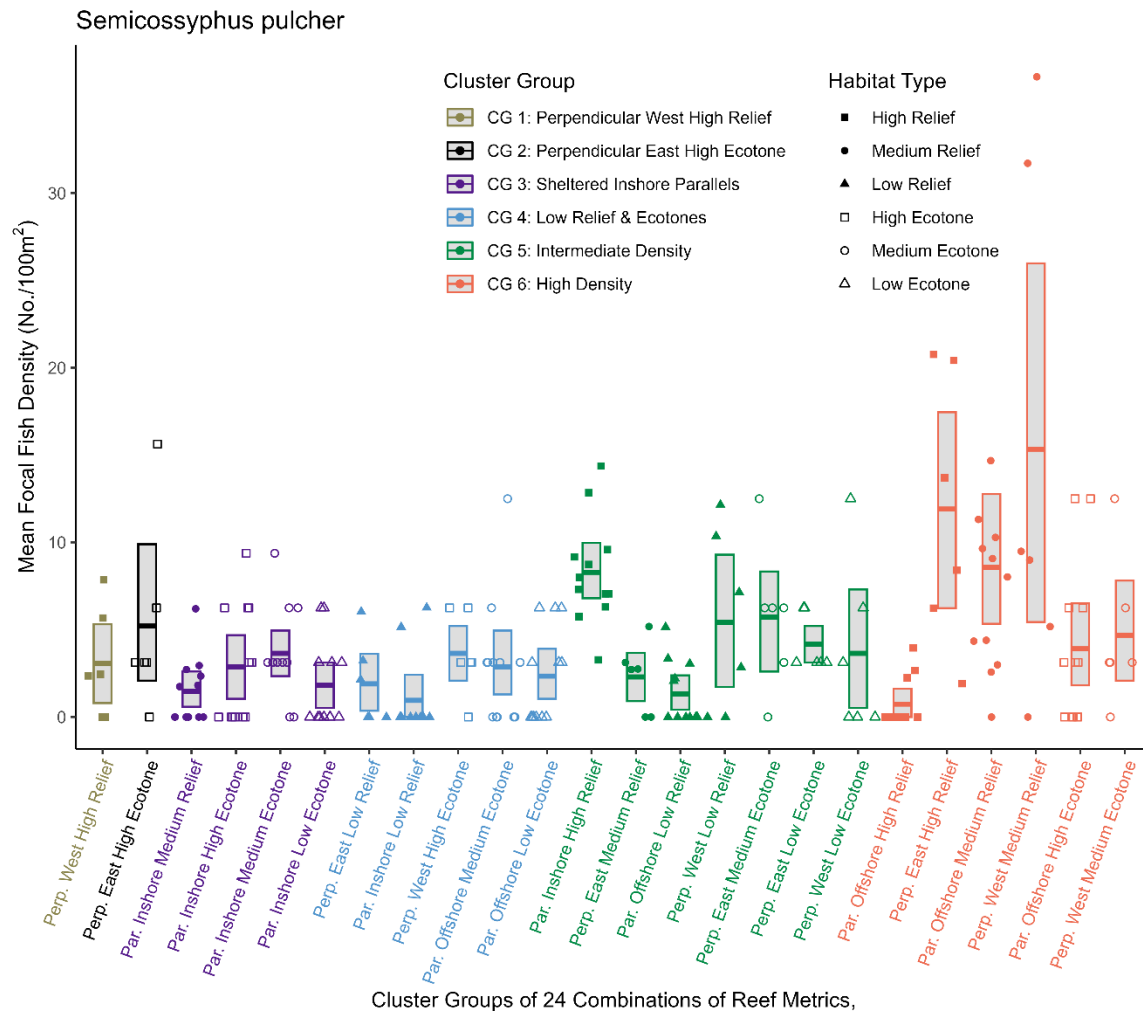 Semicossyphus pulcher
Mean Focal Fish Density (No./100m²)
30
20
10
0
Cluster Group
CG 1: Perpendicular West High Relief
CG 2: Perpendicular East High Ecotone
CG 3: Sheltered Inshore Parallels
CG 4: Low Relief & Ecotones
CG 5: Intermediate Density
CG 6: High Density
Habitat Type
High Relief
Medium Relief
Low Relief
High Ecotone
Medium Ecotone
Low Ecotone
Perp. West High Relief
Perp. East High Ecotone
Par. Inshore Medium Relief
Par. Inshore High Ecotone
Par. Inshore Medium Ecotone
Par. Inshore Low Ecotone
Perp. East Low Relief
Par. Inshore Low Relief
Perp. West High Ecotone
Par. Offshore Medium Ecotone
Par. Offshore Low Ecotone
Par. Inshore High Relief
Perp. East Medium Relief
Par. Offshore Low Relief
Perp. West Low Relief
Perp. East Medium Ecotone
Perp. East Low Ecotone
Perp. West Low Ecotone
Par. Offshore High Relief
Perp. East High Relief
Par. Offshore Medium Relief
Perp. West Medium Relief
Par. Offshore High Ecotone
Perp. West Medium Ecotone
Cluster Groups of 24 Combinations of Reef Metrics,